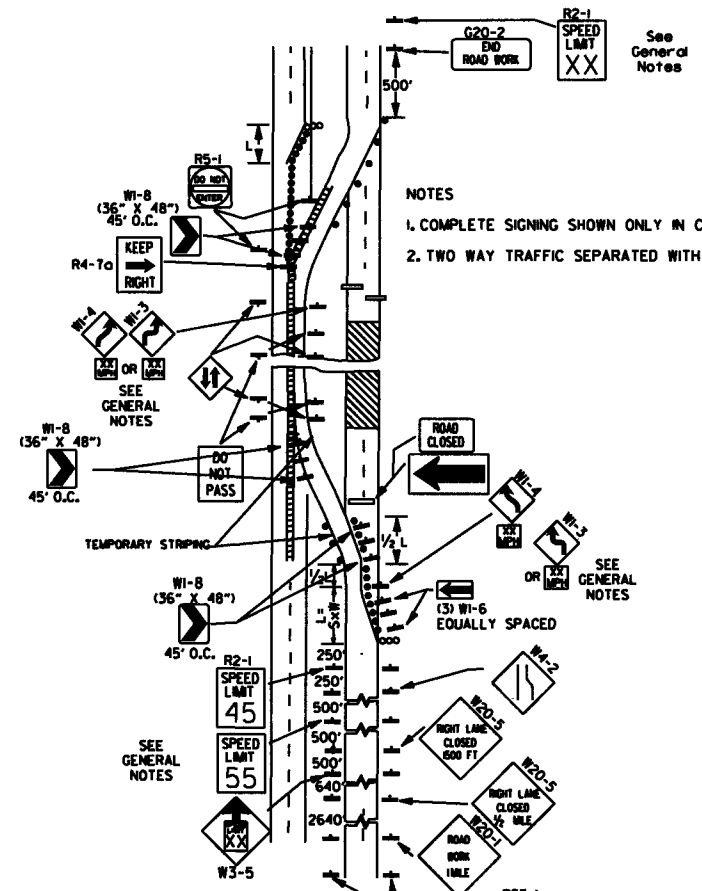 R2-1
SPEED
LIMIT
XX
See
General
Notes
G20-2
END
ROAD WORK
500'
L
R5-1
DO NOT
ENTER
W1-8
(36" X 48")
45' O.C.
R4-7a
KEEP
RIGHT
NOTES
1. COMPLETE SIGNING SHOWN ONLY IN C
2. TWO WAY TRAFFIC SEPARATED WITH
W1-4
W1-3
XX
MPH
OR
XX
MPH
SEE
GENERAL
NOTES
W1-8
(36" X 48")
45' O.C.
DO
NOT
PASS
ROAD
CLOSED
W1-4
XX
MPH
W1-3
OR
XX
MPH
SEE
GENERAL
NOTES
TEMPORARY STRIPING
1/2 L
1/2 L
L=
SXW
W1-8
(36" X 48")
45' O.C.
(3) W1-6
EQUALLY SPACED
250'
250'
500'
500'
500'
640'
2640'
R2-1
SPEED
LIMIT
45
W4-2
SEE
GENERAL
NOTES
SPEED
LIMIT
55
W20-5
RIGHT LANE
CLOSED
1500 FT
W20-5
RIGHT LANE
CLOSED
1/2 MILE
XX
W3-5
W20-1
ROAD
WORK
1 MILE